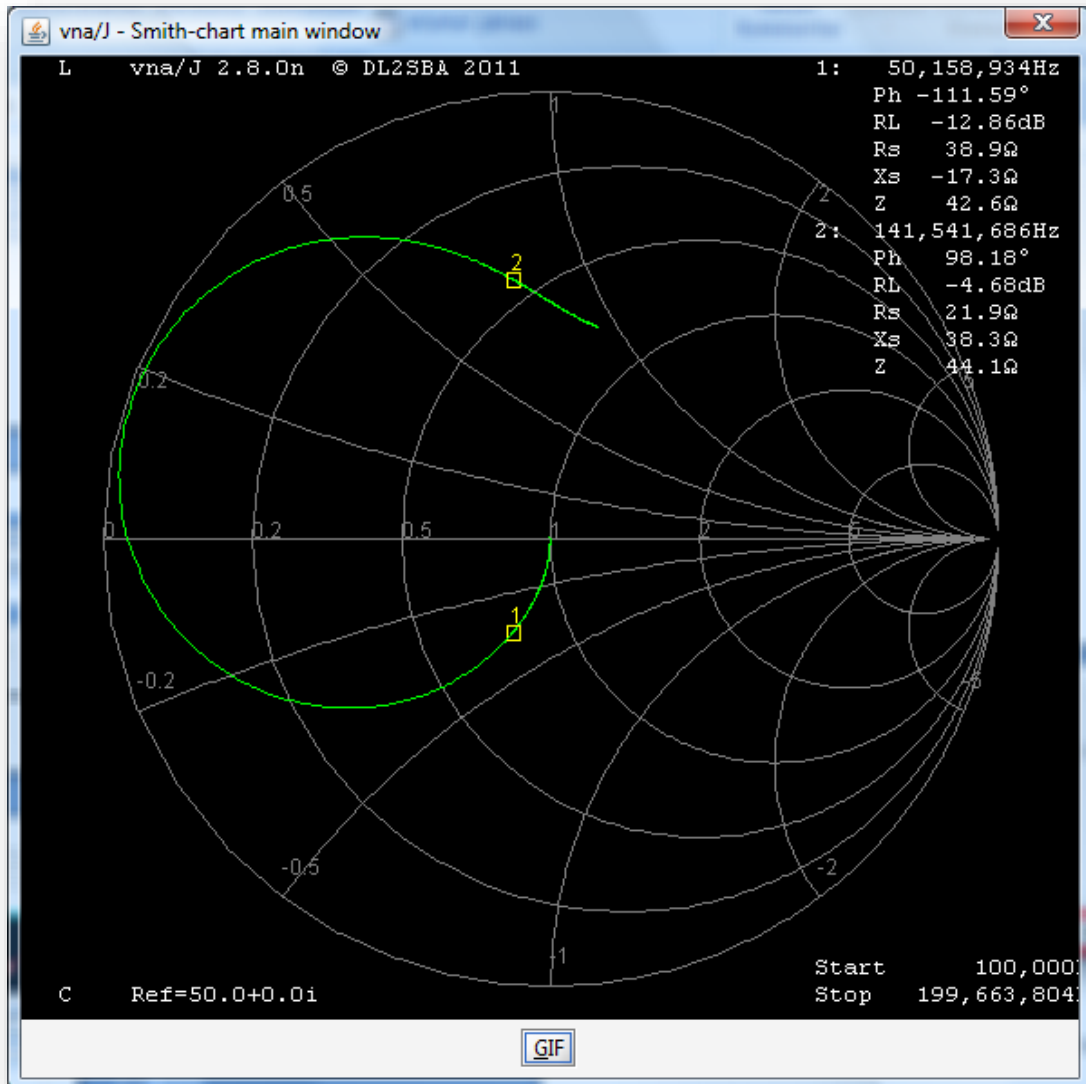 vna/J - Smith-chart main window
L vna/J 2.8.0n © DL2SBA 2011
1: 50,158,934Hz
Ph -111.59°
RL -12.86dB
Rs 38.9Ω
Xs -17.3Ω
Z 42.6Ω
2: 141,541,686Hz
Ph 98.18°
RL -4.68dB
Rs 21.9Ω
Xs 38.3Ω
Z 44.1Ω
1
0.5
2
2
0.2
0 0.2 0.5 1 2 5
1
-0.2
-0.5
-2
-1
Start 100,000
Stop 199,663,804
C Ref=50.0+0.0i
GIF